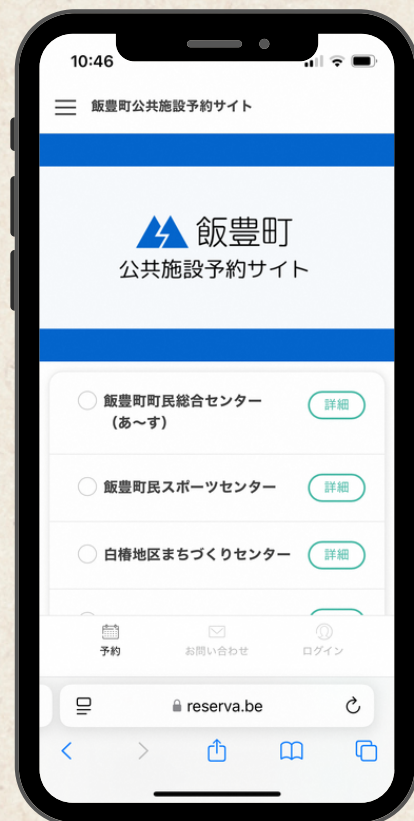 10:46
飯豊町公共施設予約サイト
飯豊町
公共施設予約サイト
飯豊町町民総合センター
(あ〜す)
詳細
飯豊町民スポーツセンター
詳細
白椿地区まちづくりセンター
詳細
予約
お問い合わせ
ログイン
reserva.be